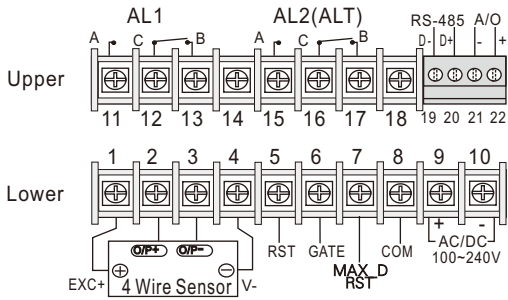 AL1 AL2(ALT) RS-485 A/O
A C B A C B D- D+ - +
Upper
11 12 13 14 15 16 17 18 19 20 21 22
1 2 3 4 5 6 7 8 9 10
Lower
+ -
O/P+ O/P- RST GATE MAX_D COM AC/DC
RST 100~240V
EXC+ 4 Wire Sensor V-